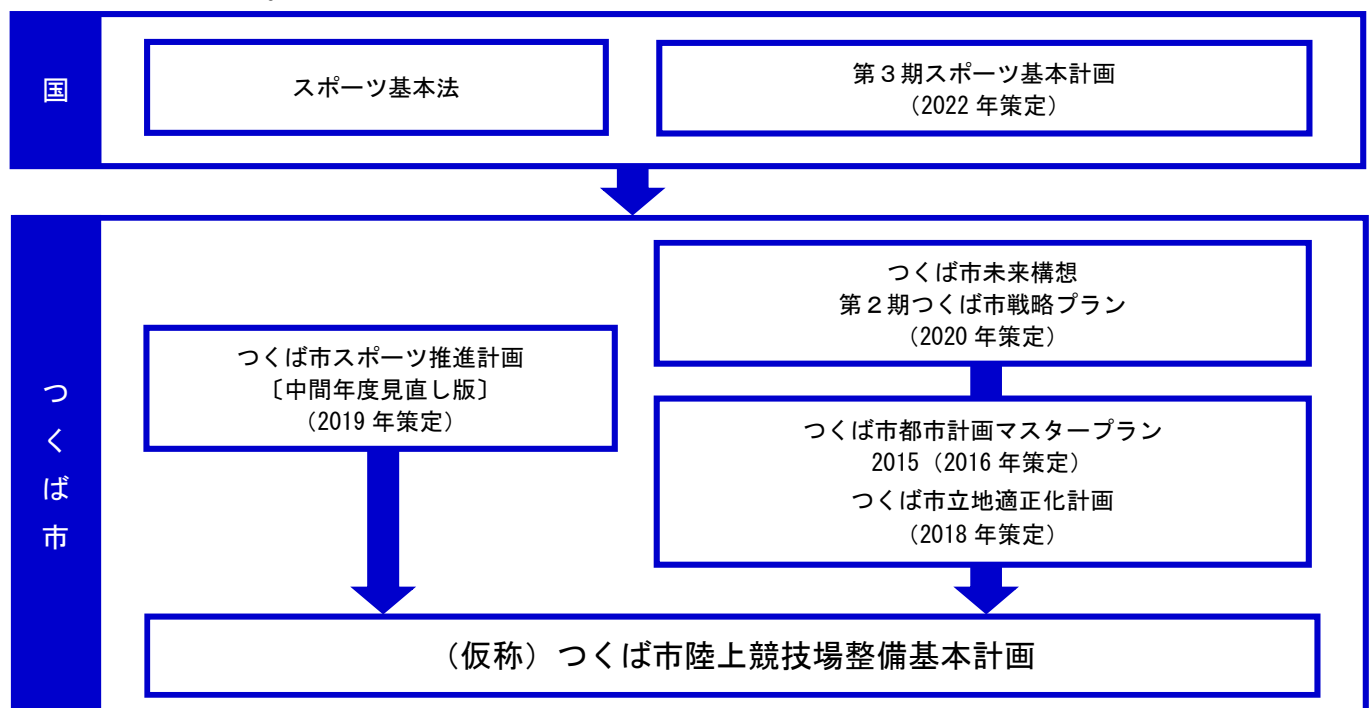 国
スポーツ基本法
第３期スポーツ基本計画
（2022 年策定）
つくば市
つくば市未来構想
第２期つくば市戦略プラン
（2020 年策定）
つくば市スポーツ推進計画
〔中間年度見直し版〕
（2019 年策定）
つくば市都市計画マスタープラン
2015（2016 年策定）
つくば市立地適正化計画
（2018 年策定）
（仮称）つくば市陸上競技場整備基本計画